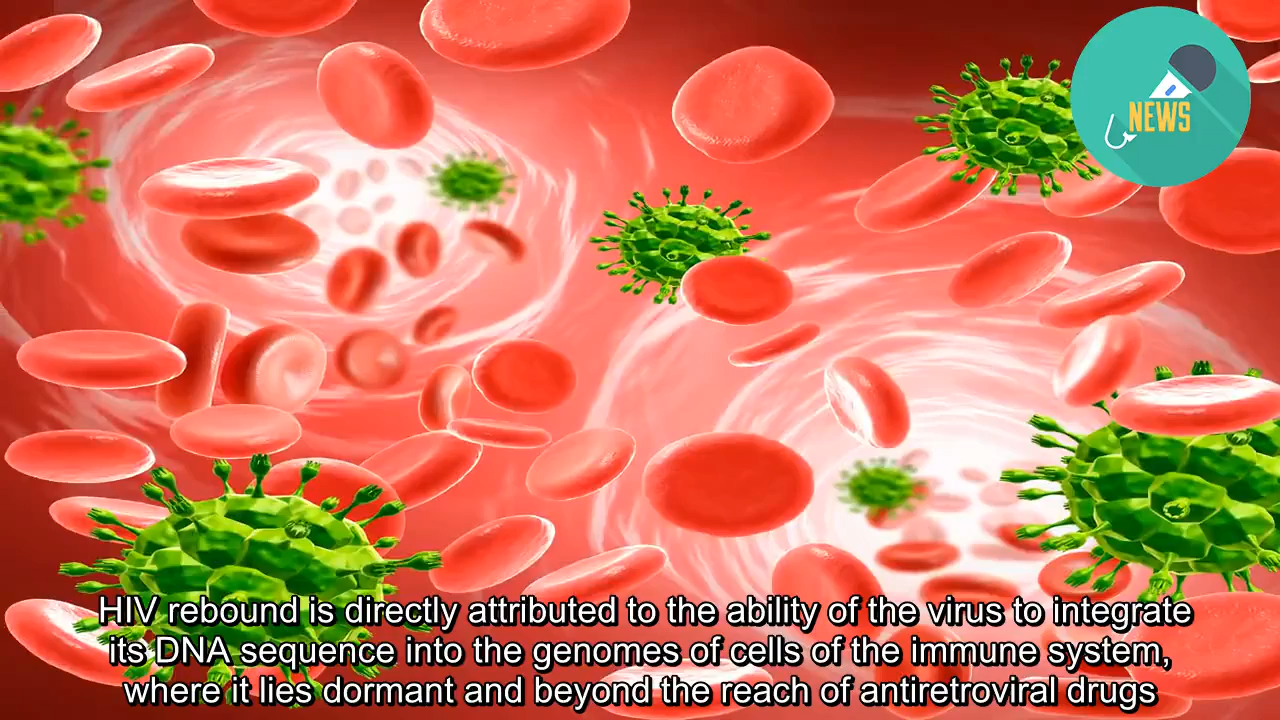 NEWS
HIV rebound is directly attributed to the ability of the virus to integrate
its DNA sequence into the genomes of cells of the immune system,
where it lies dormant and beyond the reach of antiretroviral drugs